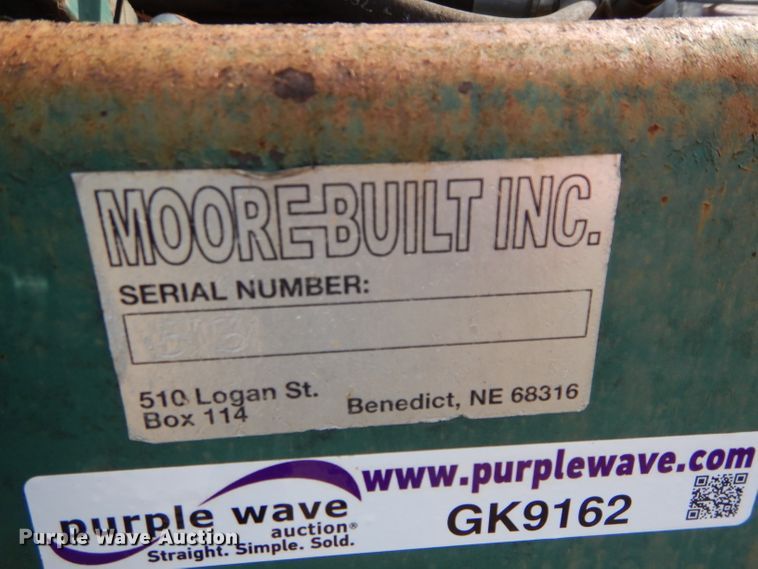 MOORE-BUILT INC.
SERIAL NUMBER:
510 Logan St.
Box 114
Benedict, NE 68316
www.purplewave.com
purple wave
auction®
Straight. Simple. Sold.
GK9162
Purple Wave Auction